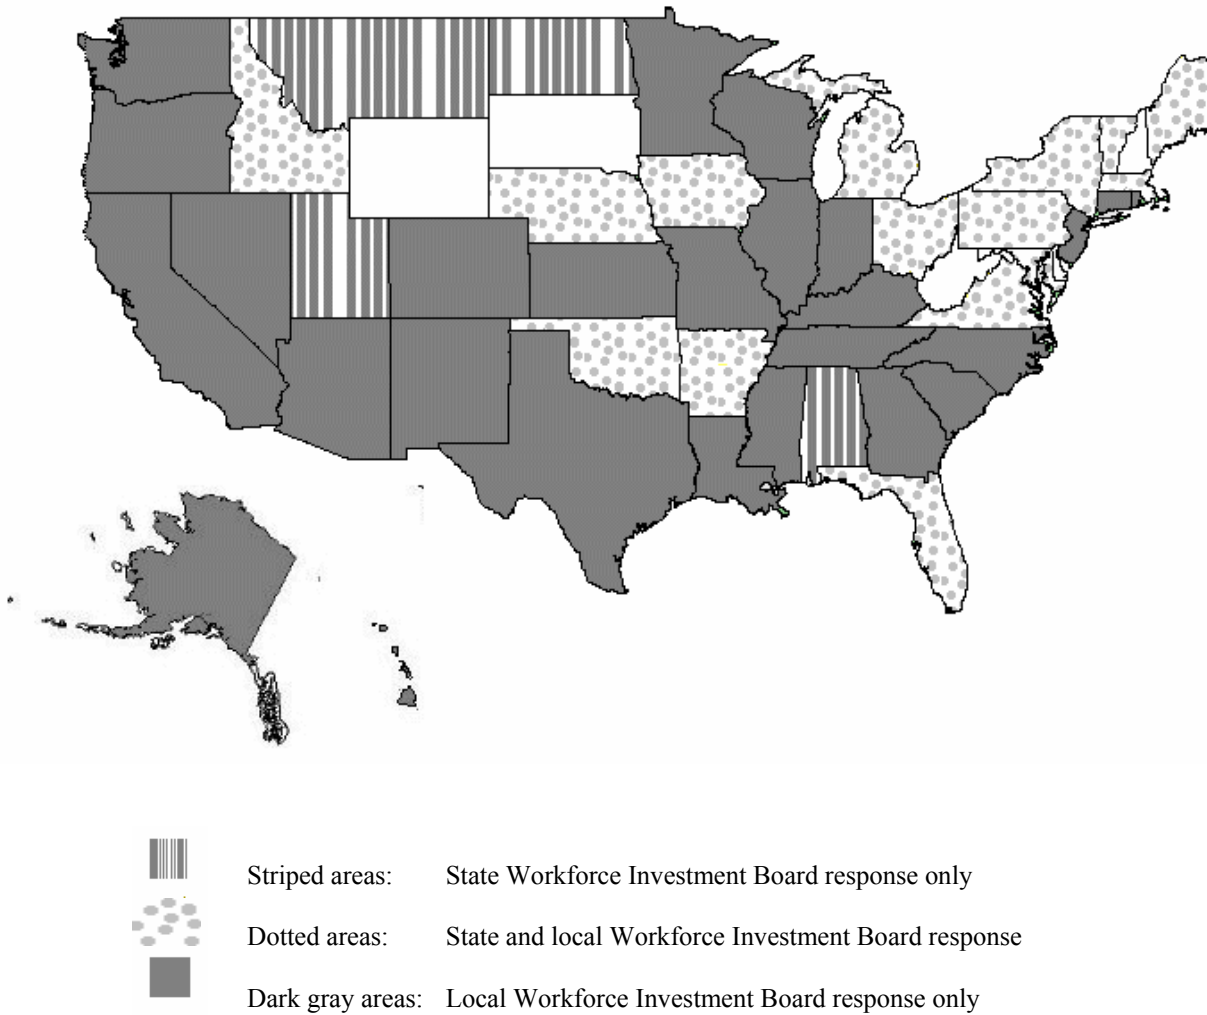 Striped areas: State Workforce Investment Board response only
Dotted areas: State and local Workforce Investment Board response
Dark gray areas: Local Workforce Investment Board response only